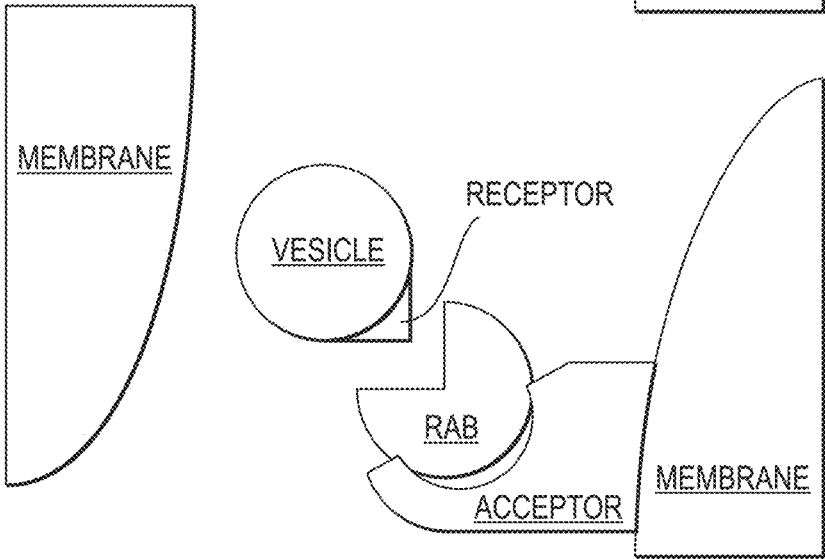 MEMBRANE
RECEPTOR
VESICLE
RAB
MEMBRANE
ACCEPTOR